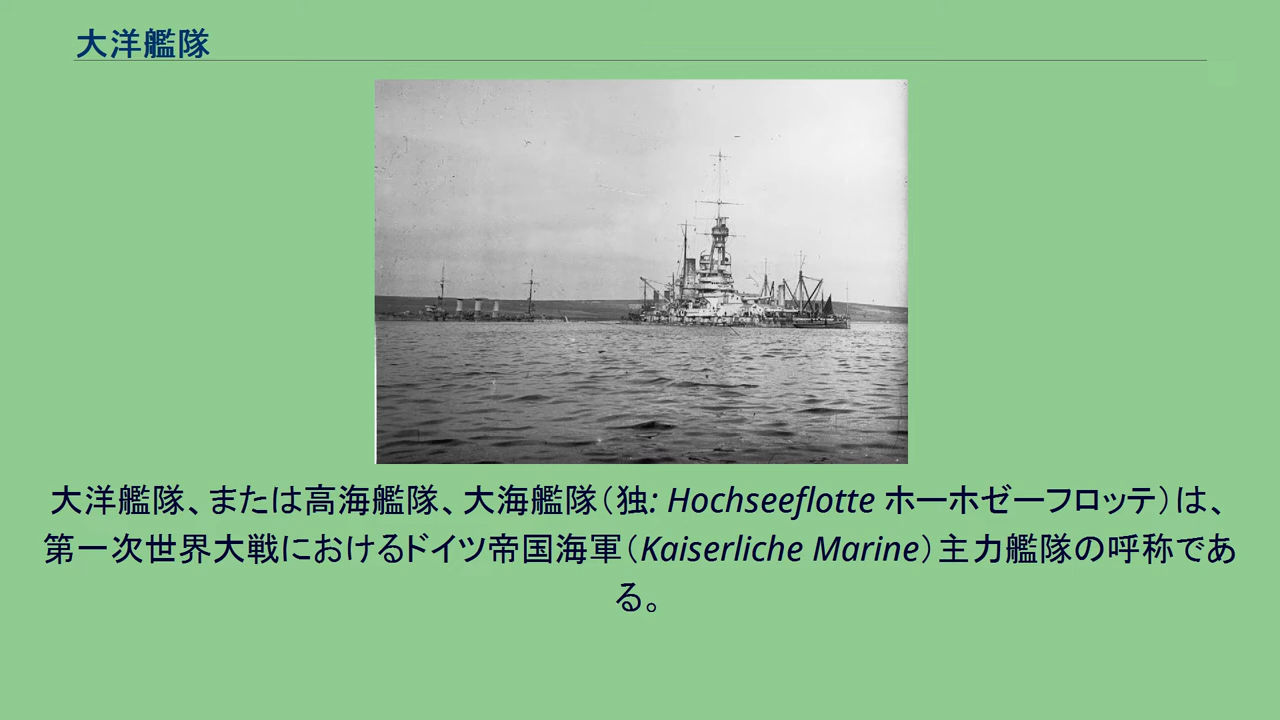 大洋艦隊
大洋艦隊、または高海艦隊、大海艦隊（独: Hochseeflotte ホーホゼーフロッテ）は、
第一次世界大戦におけるドイツ帝国海軍（Kaiserliche Marine）主力艦隊の呼称であ
る。